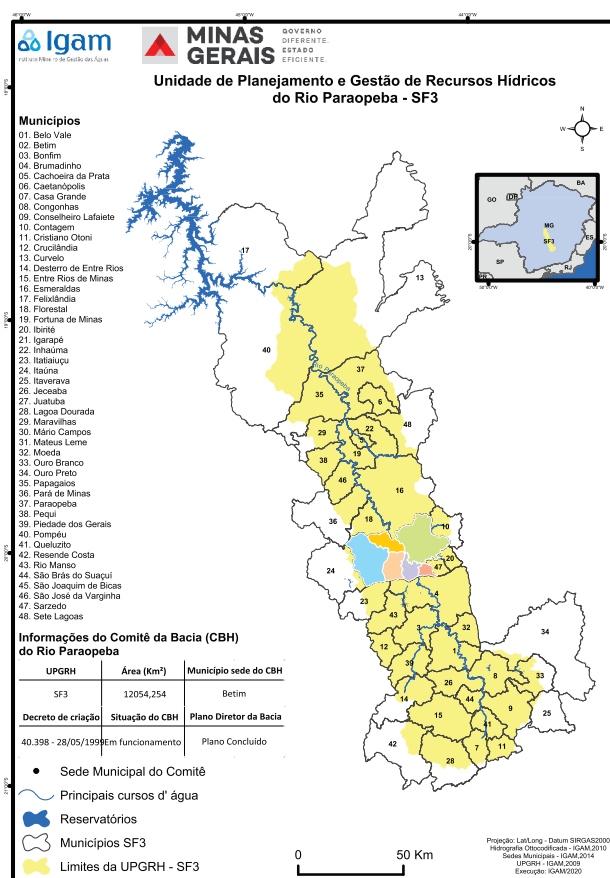 Igam
Instituto Mineiro de Gestão das Águas
MINAS
GERAIS
GOVERNO
DIFERENTE.
ESTADO
EFICIENTE.
Unidade de Planejamento e Gestão de Recursos Hídricos
do Rio Paraopeba - SF3
Municípios
01. Belo Vale
02. Betim
03. Bonfim
04. Brumadinho
05. Cachoeira da Prata
06. Caetanópolis
07. Casa Grande
08. Congonhas
09. Conselheiro Lafaiete
10. Contagem
11. Cristiano Otoni
12. Crucilândia
13. Curvelo
14. Desterro de Entre Rios
15. Entre Rios de Minas
16. Esmeraldas
17. Felixlândia
18. Florestal
19. Fortuna de Minas
20. Ibirité
21. Igarapé
22. Inhaúma
23. Itatiaiuçu
24. Itaúna
25. Itaverava
26. Jeceaba
27. Juatuba
28. Lagoa Dourada
29. Maravilhas
30. Mário Campos
31. Mateus Leme
32. Moeda
33. Ouro Branco
34. Ouro Preto
35. Papagaios
36. Pará de Minas
37. Paraopeba
38. Pequi
39. Piedade dos Gerais
40. Pompéu
41. Queluzito
42. Resende Costa
43. Rio Manso
44. São Brás do Suaçuí
45. São Joaquim de Bicas
46. São José da Varginha
47. Sarzedo
48. Sete Lagoas
N
W E
S
GO
DF
BA
MG
SF3
ES
SP
RJ
PR
17
13
40
Rio Paraopeba
37
35
6
48
29
22
5
19
38
46
16
36
18
10
24
20
47
23
4
43
34
3
32
12
1
39
8
33
26
14
44
9
15
25
41
42
7
11
28
Informações do Comitê da Bacia (CBH)
do Rio Paraopeba
UPGRH Área (Km²) Município sede do CBH
SF3 12054,254 Betim
Decreto de criação Situação do CBH Plano Diretor da Bacia
40.398 - 28/05/1999 Em funcionamento Plano Concluído
Sede Municipal do Comitê
Principais cursos d' água
Reservatórios
Municípios SF3
Limites da UPGRH - SF3
0 50 Km
Projeção: Lat/Long - Datum SIRGAS2000
Hidrografia Ottocodificada - IGAM,2010
Sedes Municipais - IGAM,2014
UPGRH - IGAM,2009
Execução: IGAM/2020